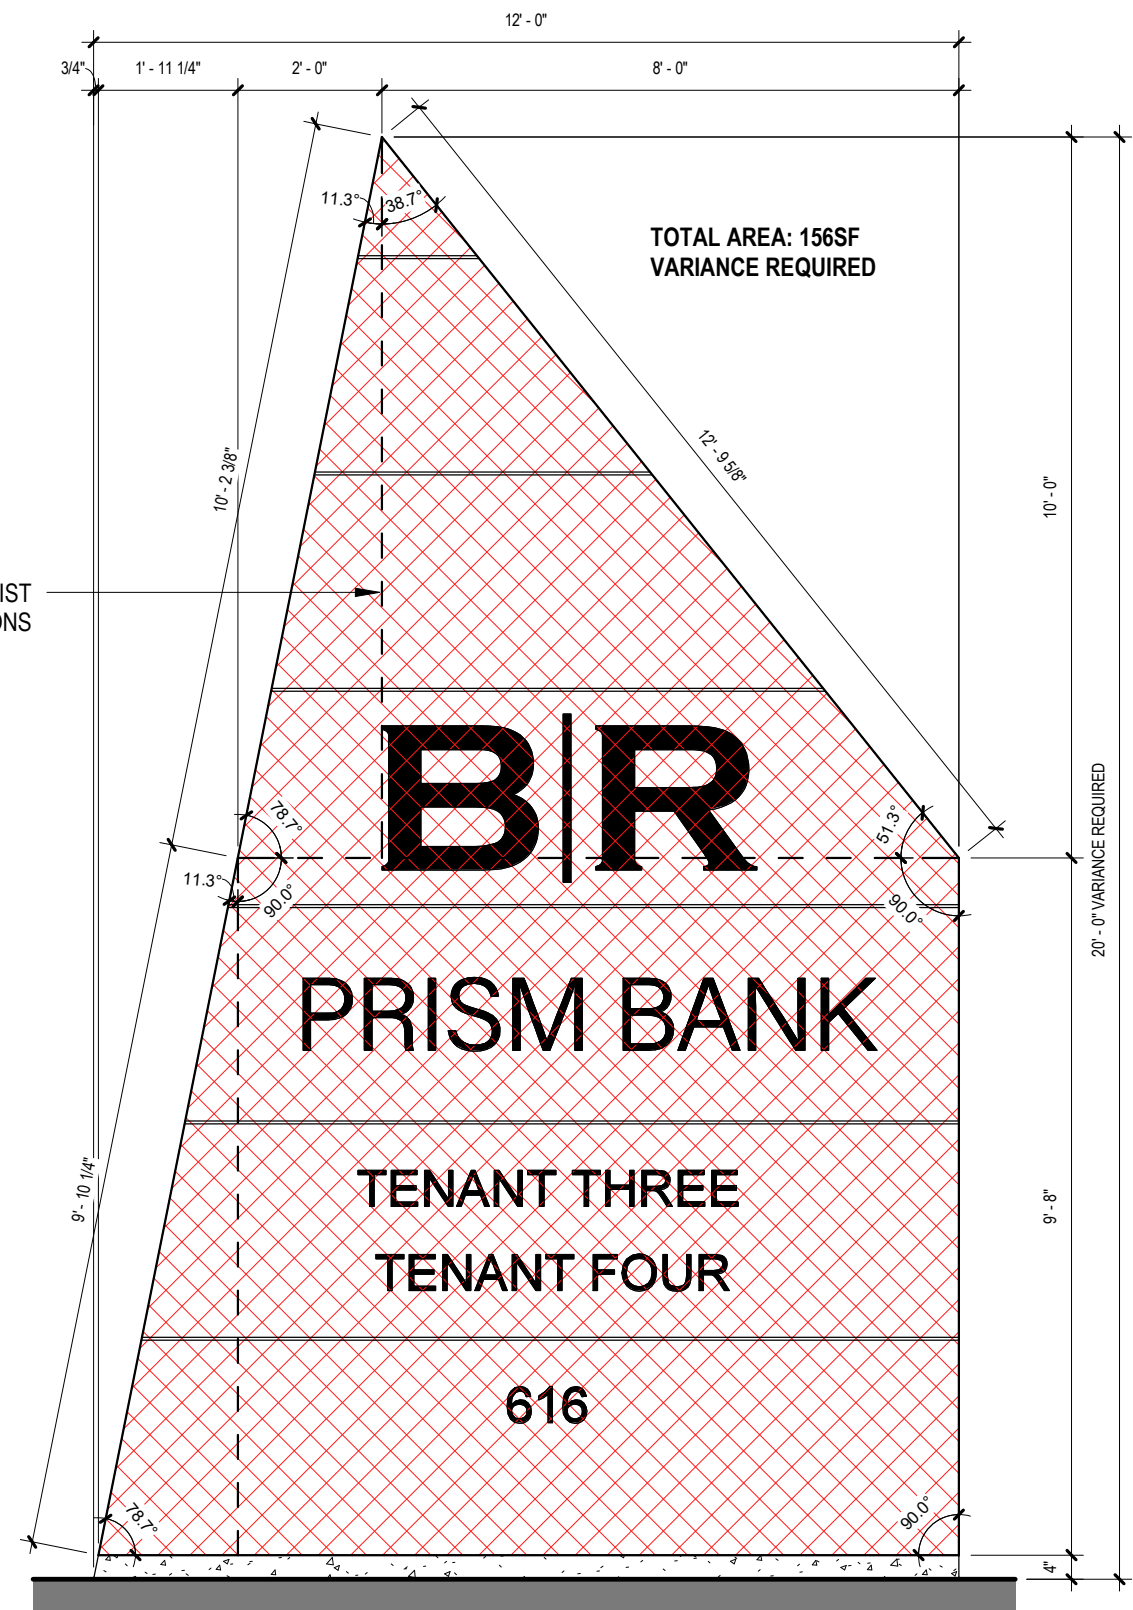 12' - 0"
3/4"
1' - 11 1/4"
2' - 0"
8' - 0"
11.3°
38.7°
TOTAL AREA: 156SF
VARIANCE REQUIRED
10' - 2 3/8"
12' - 9 5/8"
10' - 0"
IST
ONS
B|R
78.7°
51.3°
11.3°
90.0°
90.0°
20' - 0" VARIANCE REQUIRED
PRISM BANK
9' - 10 1/4"
TENANT THREE
TENANT FOUR
9' - 8"
616
78.7°
90.0°
4"